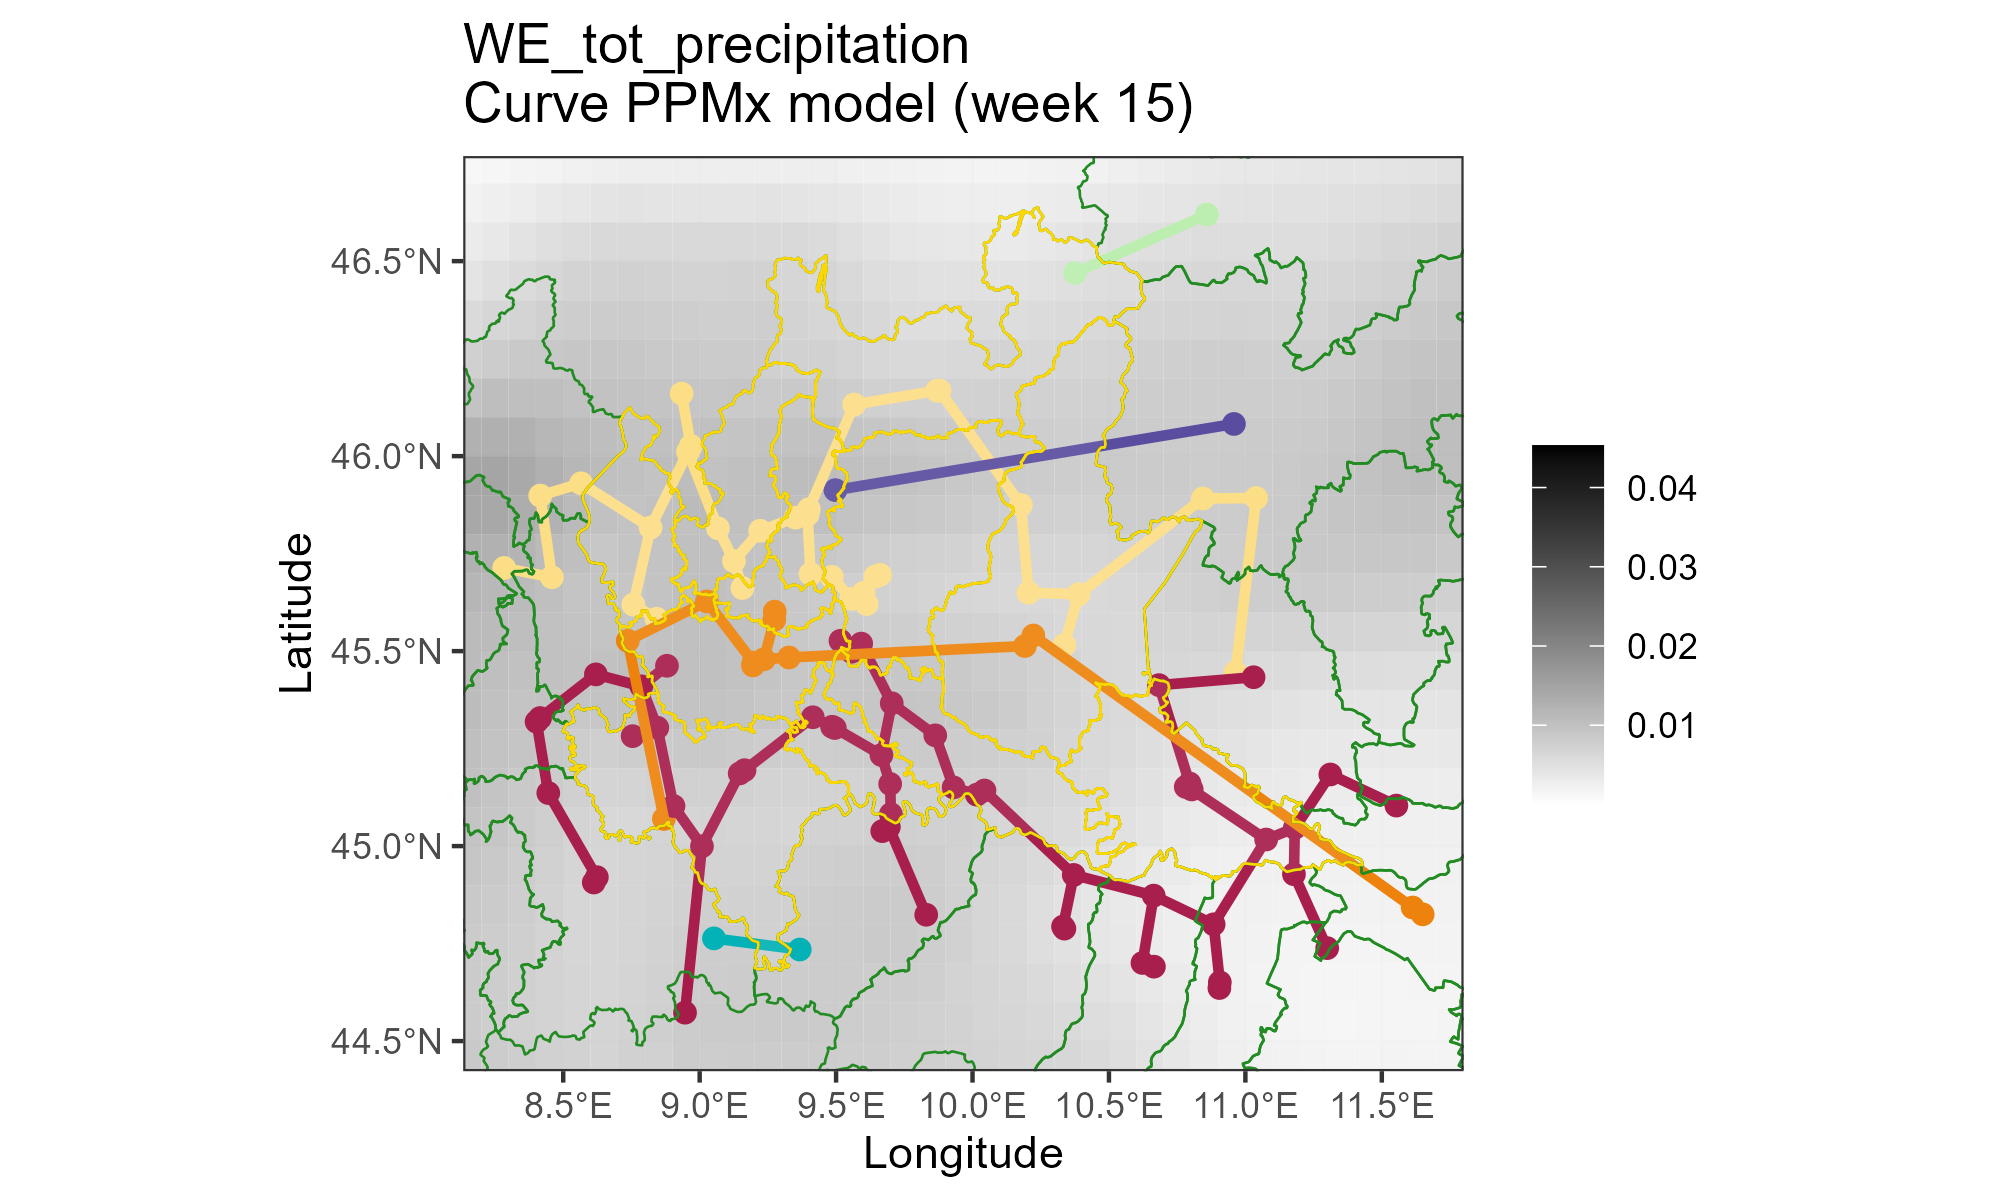 WE_tot_precipitation
Curve PPMx model (week 15)
46.5°N
46.0°N
45.5°N
45.0°N
44.5°N
Latitude
8.5°E 9.0°E 9.5°E 10.0°E 10.5°E 11.0°E 11.5°E
Longitude
0.04
0.03
0.02
0.01